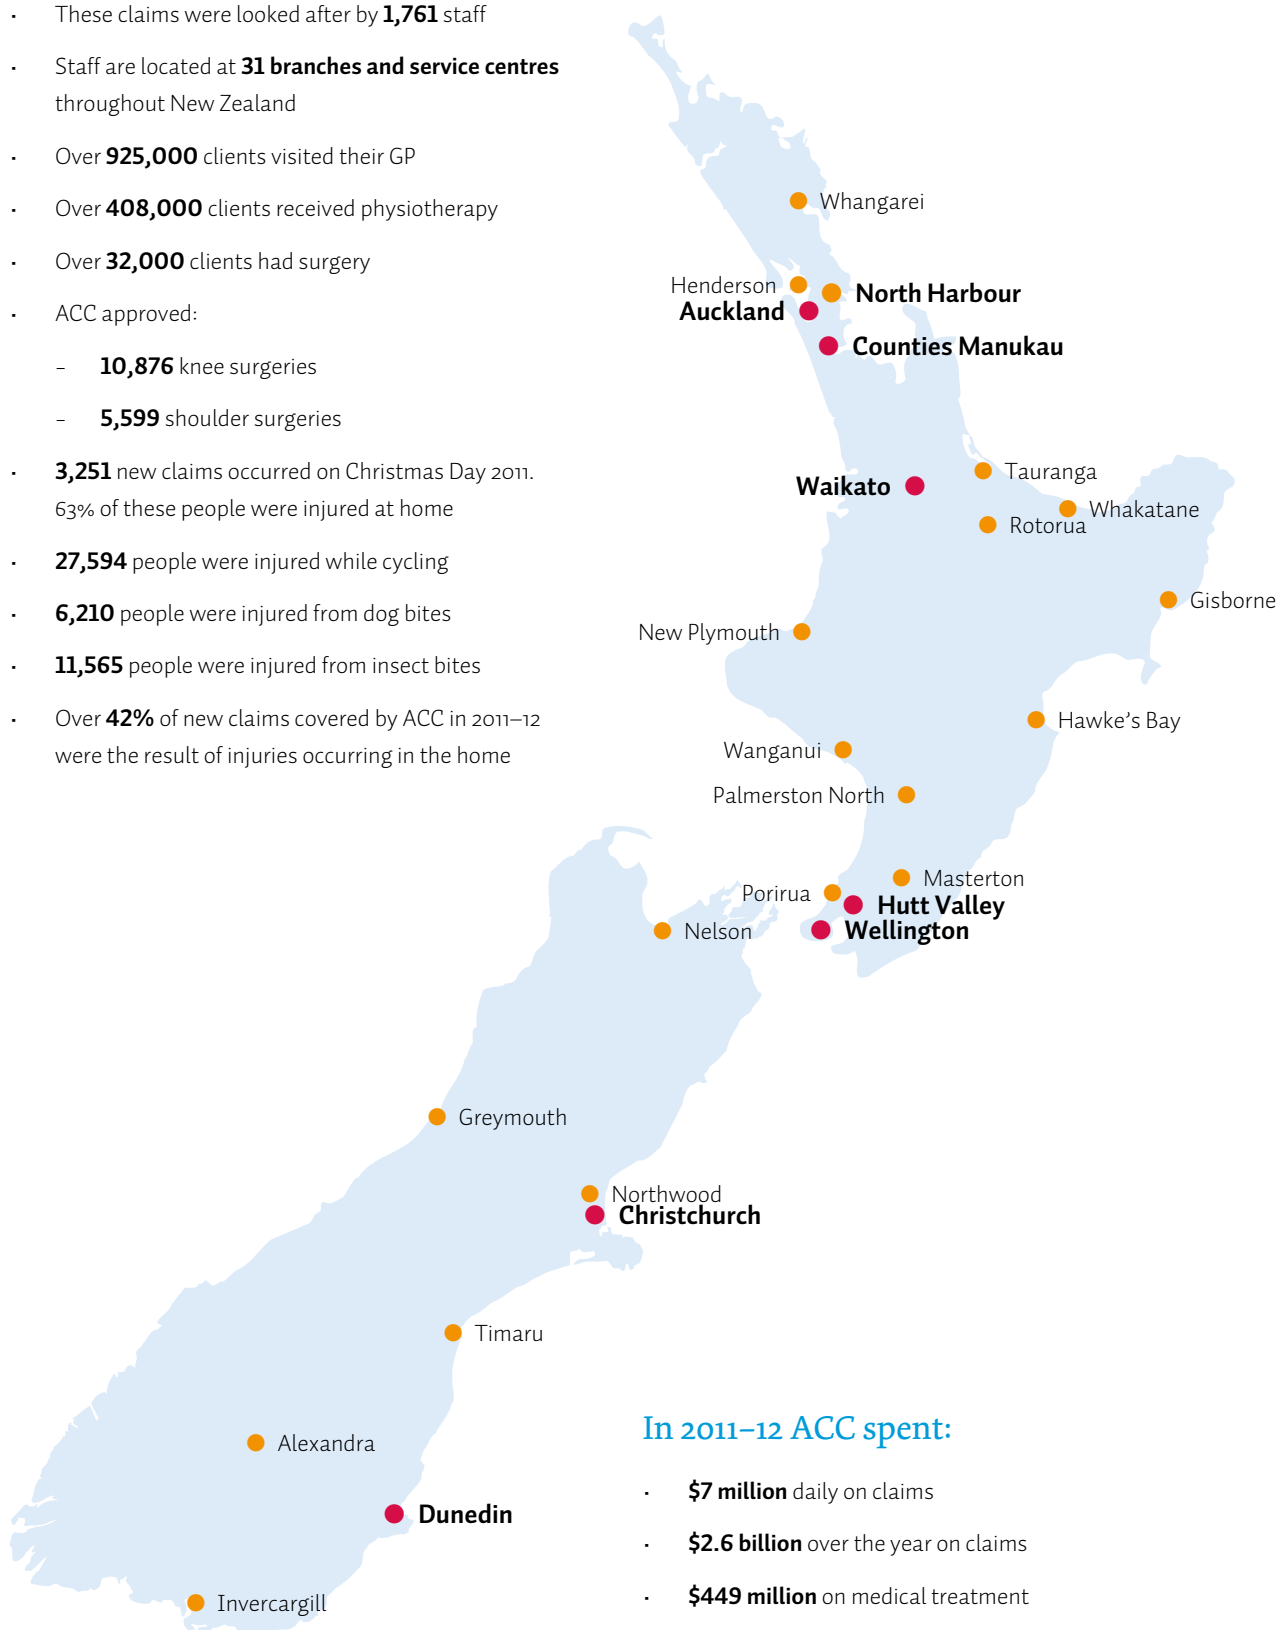 · These claims were looked after by 1,761 staff
· Staff are located at 31 branches and service centres
throughout New Zealand
· Over 925,000 clients visited their GP
· Over 408,000 clients received physiotherapy
· Over 32,000 clients had surgery
· ACC approved:
– 10,876 knee surgeries
– 5,599 shoulder surgeries
· 3,251 new claims occurred on Christmas Day 2011.
63% of these people were injured at home
· 27,594 people were injured while cycling
· 6,210 people were injured from dog bites
· 11,565 people were injured from insect bites
· Over 42% of new claims covered by ACC in 2011–12
were the result of injuries occurring in the home
Whangarei
Henderson
North Harbour
Auckland
Counties Manukau
Tauranga
Waikato
Whakatane
Rotorua
Gisborne
New Plymouth
Hawke's Bay
Wanganui
Palmerston North
Masterton
Porirua
Hutt Valley
Wellington
Nelson
Greymouth
Northwood
Christchurch
Timaru
Alexandra
Dunedin
Invercargill
In 2011–12 ACC spent:
· $7 million daily on claims
· $2.6 billion over the year on claims
· $449 million on medical treatment